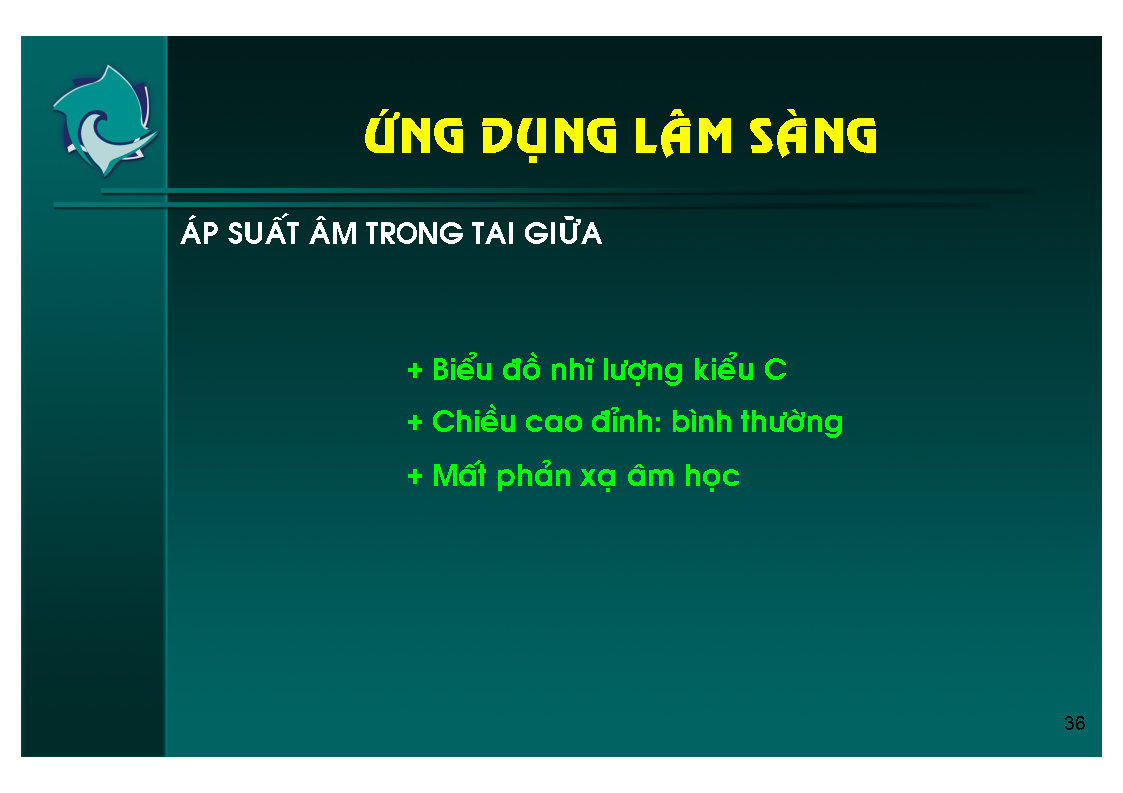 ỨNG DỤNG LÂM SÀNG
ÁP SUẤT ÂM TRONG TAI GIỮA
+ Biểu đồ nhĩ lượng kiểu C
+ Chiều cao đỉnh: bình thường
+ Mất phản xạ âm học
36